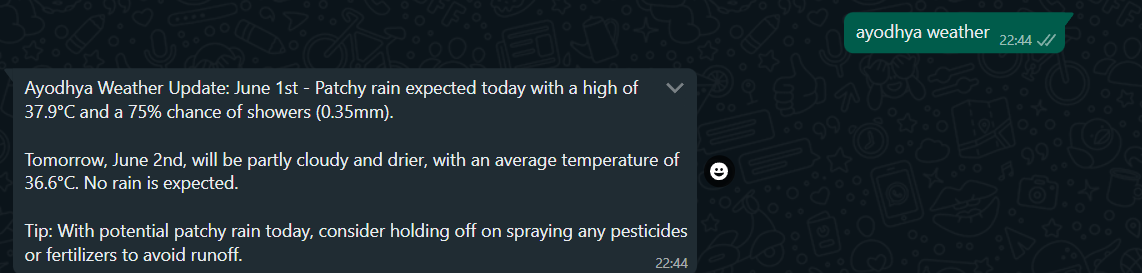 ayodhya weather 22:44
Ayodhya Weather Update: June 1st - Patchy rain expected today with a high of
37.9°C and a 75% chance of showers (0.35mm).
Tomorrow, June 2nd, will be partly cloudy and drier, with an average temperature of
36.6°C. No rain is expected.
Tip: With potential patchy rain today, consider holding off on spraying any pesticides
or fertilizers to avoid runoff.
22:44